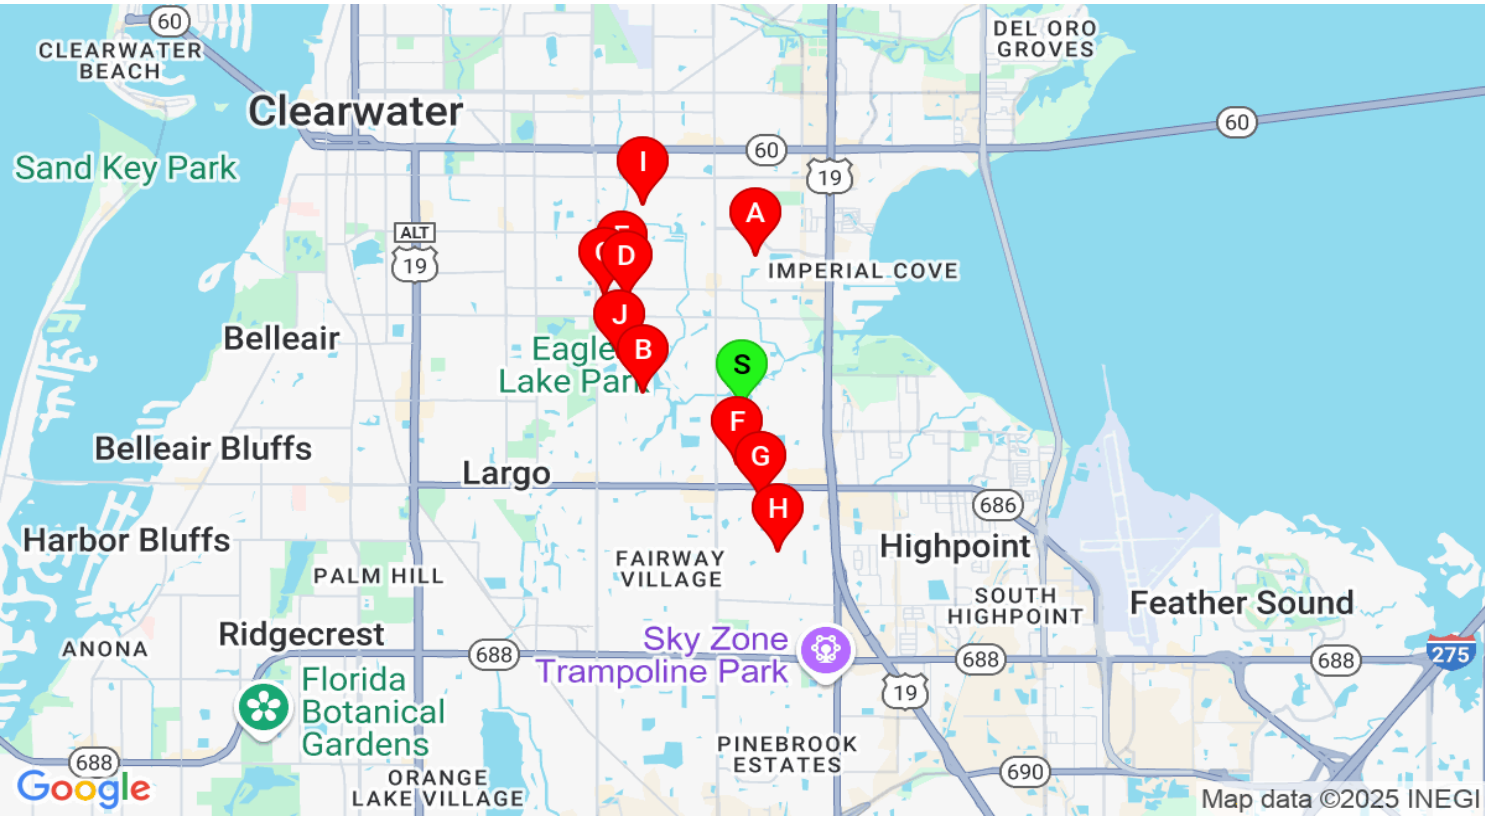 60
CLEARWATER
BEACH
DEL ORO
GROVES
Clearwater
60
Sand Key Park
I
60
19
A
ALT
19
D
IMPERIAL COVE
J
Belleair
Eagle
Lake Park
B
S
F
Belleair Bluffs
G
Largo
H
686
Harbor Bluffs
Highpoint
FAIRWAY
VILLAGE
PALM HILL
SOUTH
HIGHPOINT
Feather Sound
Ridgecrest
ANONA
688
Sky Zone
Trampoline Park
688
688
275
Florida
Botanical
Gardens
19
PINEBROOK
ESTATES
688
690
ORANGE
LAKE VILLAGE
Google
Map data ©2025 INEGI